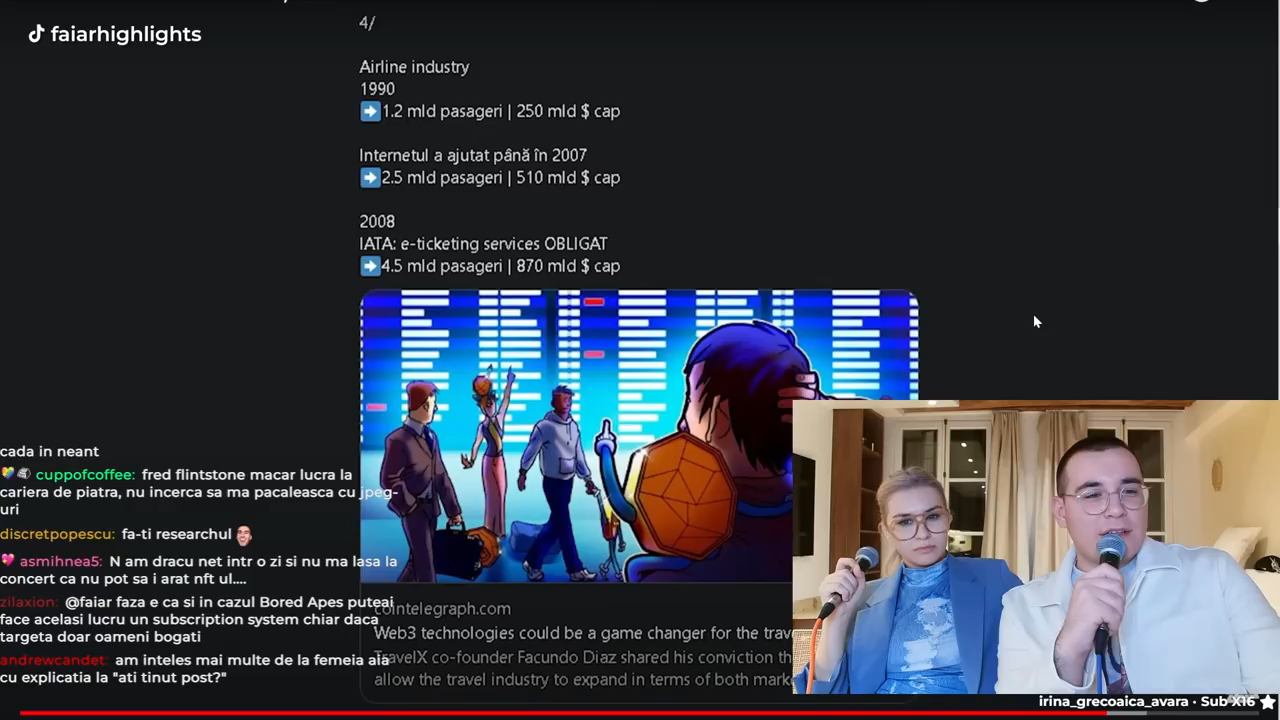 faiarhighlights
4/
Airline industry
1990
➡1.2 mld pasageri | 250 mld $ cap
Internetul a ajutat până în 2007
➡2.5 mld pasageri | 510 mld $ cap
2008
IATA: e-ticketing services OBLIGAT
➡4.5 mld pasageri | 870 mld $ cap
cada in neant
cuppofcoffee: fred flintstone macar lucra la
cariera de piatra, nu incerca sa ma pacaleasca cu jpeg-
uri
discretpopescu: fa-ti researchul
asmihnea5: N am dracu net intr o zi si nu ma lasa la
concert ca nu pot sa i arat nft ul....
zilaxion: @faiar faza e ca si in cazul Bored Apes puteai
face acelasi lucru un subscription system chiar daca
targeta doar oameni bogati
andrewcandet: am inteles mai multe de la femeia aia
cu explicatia la "ati tinut post?"
cointelegraph.com
Web3 technologies could be a game changer for the trav
TravelX co-founder Facundo Diaz shared his conviction th
allow the travel industry to expand in terms of both mark
irina_grecoaica_avara · Sub X16